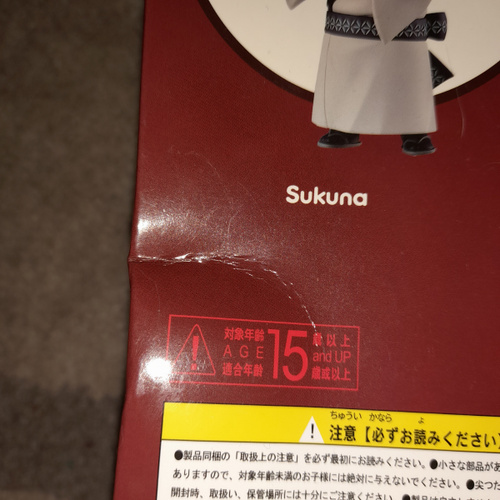 Sukuna
対象年齢 15 歳以上
AGE and UP
適合年齢 歳或以上
ちゅうい かなら よ
注意【必ずお読みください
●製品同梱の「取扱上の注意」を必ず最初にお読みください。●小さな部品があ
ありますので、対象年齢未満のお子様には絶対に与えないでください。●尖った
開封時、取扱い、保管場所には十分にご注意ください。